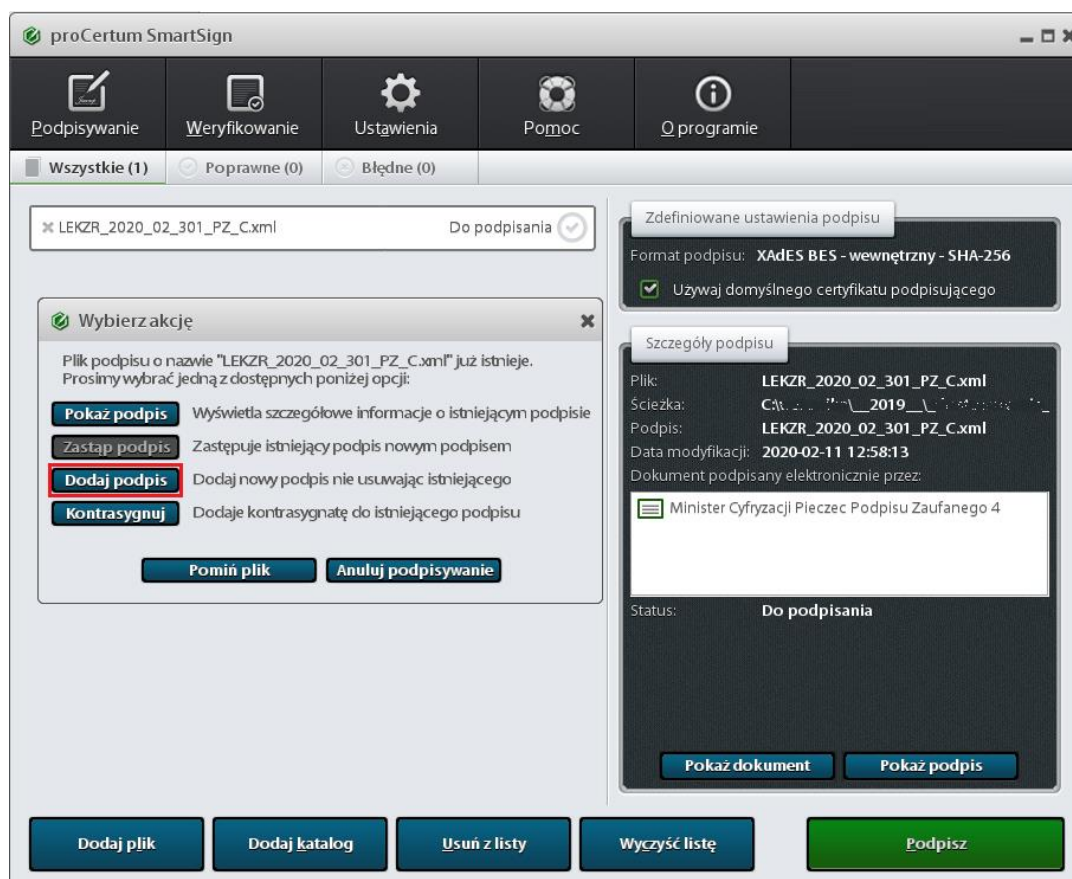 proCertum SmartSign
Podpisywanie
Weryfikowanie
Ustawienia
Pomoc
O programie
Wszystkie (1)
Poprawne (0)
Błędne (0)
LEKZR_2020_02_301_PZ_C.xml
Do podpisania
Wybierz akcję
Plik podpisu o nazwie "LEKZR_2020_02_301_PZ_C.xml" już istnieje.
Prosimy wybrać jedną z dostępnych poniżej opcji:
Pokaż podpis Wyświetla szczegółowe informacje o istniejącym podpisie
Zastąp podpis Zastępuje istniejący podpis nowym podpisem
Dodaj podpis Dodaj nowy podpis nie usuwając istniejącego
Kontrasygnuj Dodaje kontrasygnatę do istniejącego podpisu
Pomiń plik
Anuluj podpisywanie
Zdefiniowane ustawienia podpisu
Format podpisu: XAdES BES - wewnętrzny - SHA-256
Używaj domyślnego certyfikatu podpisującego
Szczegóły podpisu
Plik: LEKZR_2020_02_301_PZ_C.xml
Ścieżka: C:\ \__2019__\
Podpis: LEKZR_2020_02_301_PZ_C.xml
Data modyfikacji: 2020-02-11 12:58:13
Dokument podpisany elektronicznie przez:
Minister Cyfryzacji Pieczec Podpisu Zaufanego 4
Status: Do podpisania
Pokaż dokument
Pokaż podpis
Dodaj plik
Dodaj katalog
Usuń z listy
Wyczyść listę
Podpisz